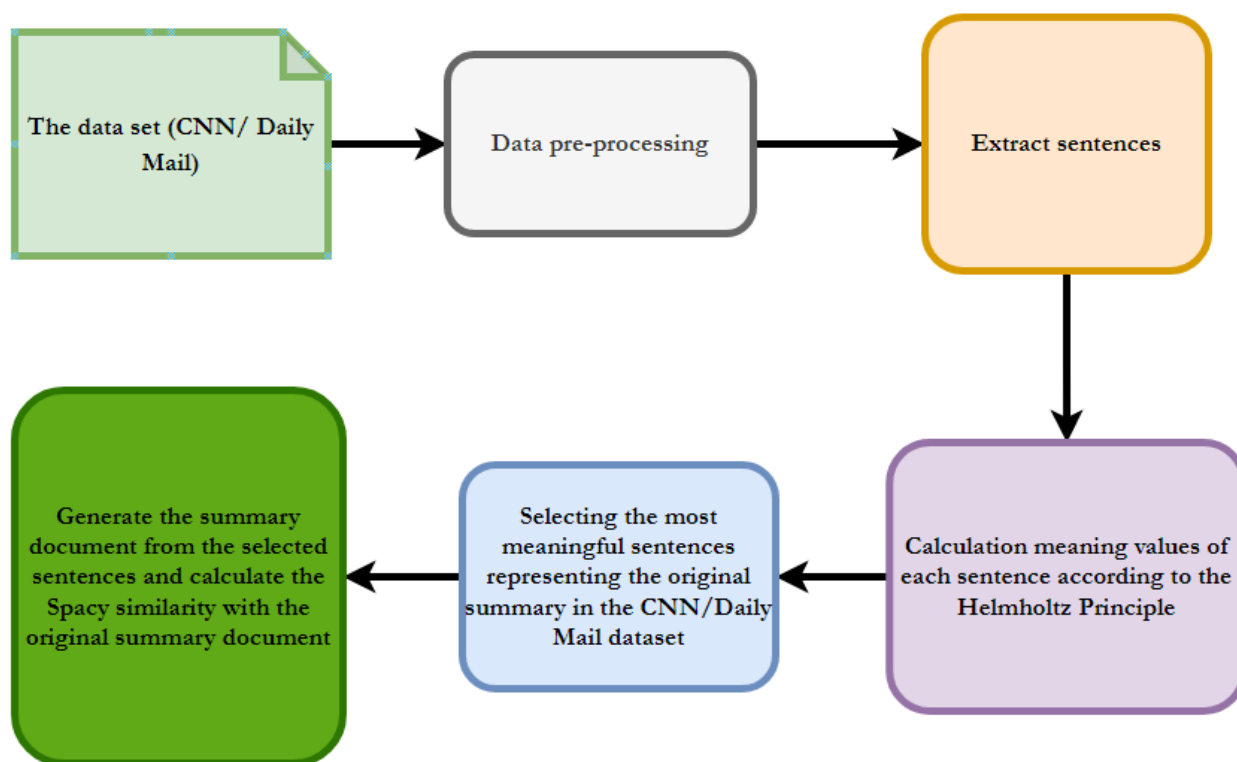 The data set (CNN/ Daily
Mail)
Data pre-processing
Extract sentences
Calculation meaning values of
each sentence according to the
Helmholtz Principle
Selecting the most
meaningful sentences
representing the original
summary in the CNN/Daily
Mail dataset
Generate the summary
document from the selected
sentences and calculate the
Spacy similarity with the
original summary document